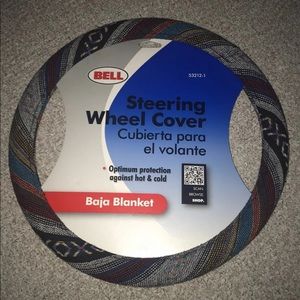 BELL
53212-1
Steering
Wheel Cover
Cubierta para
el volante
• Optimum protection
against hot & cold
SCAN
BROWSE
SHOP.
Baja Blanket